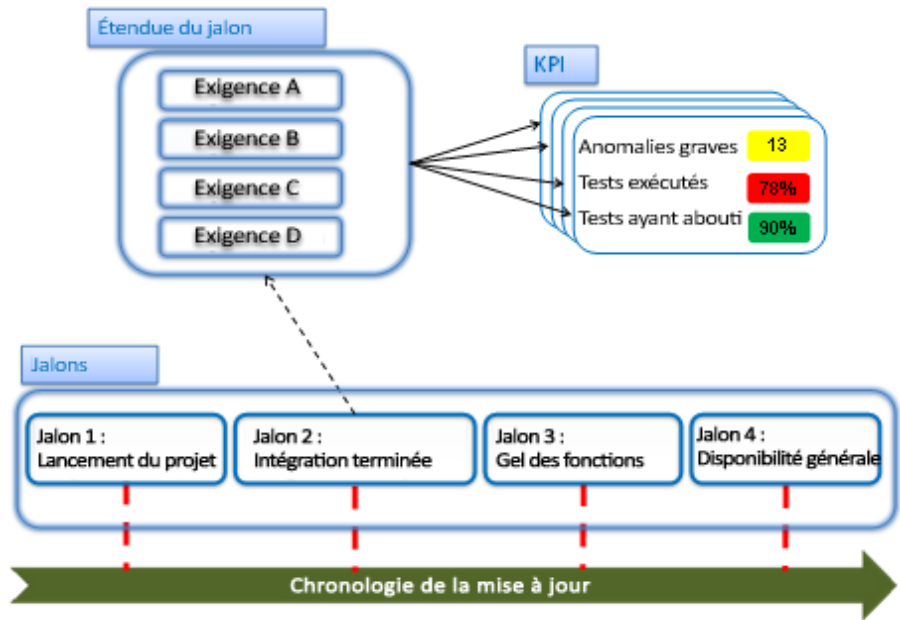 Étendue du jalon
Exigence A
Exigence B
Exigence C
Exigence D
KPI
Anomalies graves 13
Tests exécutés 78%
Tests ayant abouti 90%
Jalons
Jalon 1 :
Lancement du projet
Jalon 2 :
Intégration terminée
Jalon 3 :
Gel des fonctions
Jalon 4 :
Disponibilité générale
Chronologie de la mise à jour